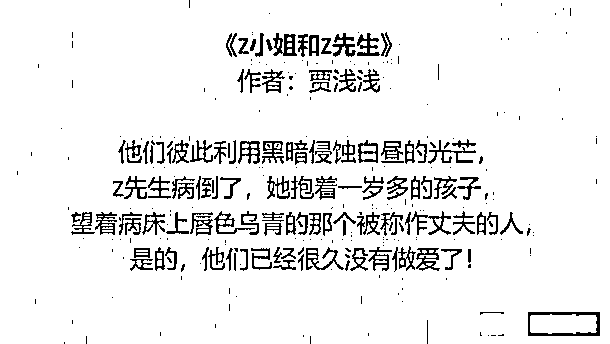 《z小姐和z先生》
作者：贾浅浅
他们彼此利用黑暗侵蚀白昼的光芒，
z先生病倒了，她抱着一岁多的孩子，
望着病床上唇色乌青的那个被称作丈夫的人，
是的，他们已经很久没有做爱了！